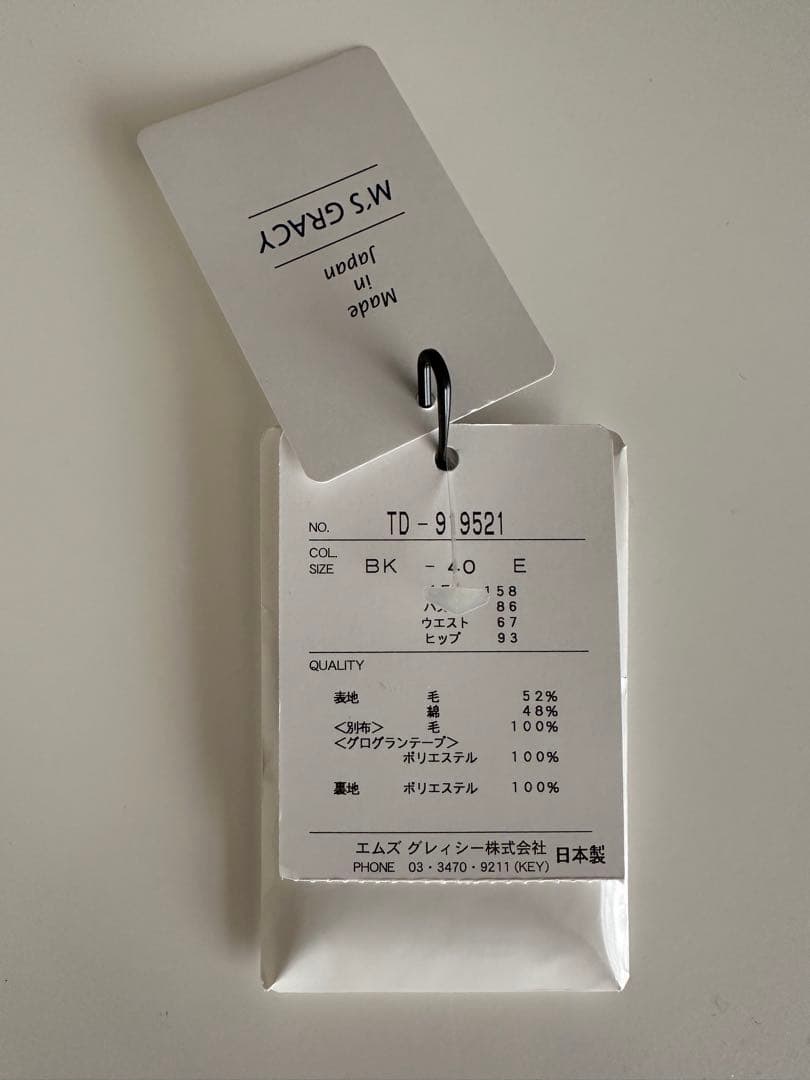 M'S GRACY
Made
in
Japan
NO. TD-919521
COL.
SIZE BK - 40 E
158
バス 86
ウエスト 67
ヒップ 93
QUALITY
表地 毛 52%
綿 48%
<別布> 毛 100%
<グログランテープ>
ポリエステル 100%
裏地 ポリエステル 100%
エムズ グレィシー株式会社 日本製
PHONE 03・3470・9211(KEY)